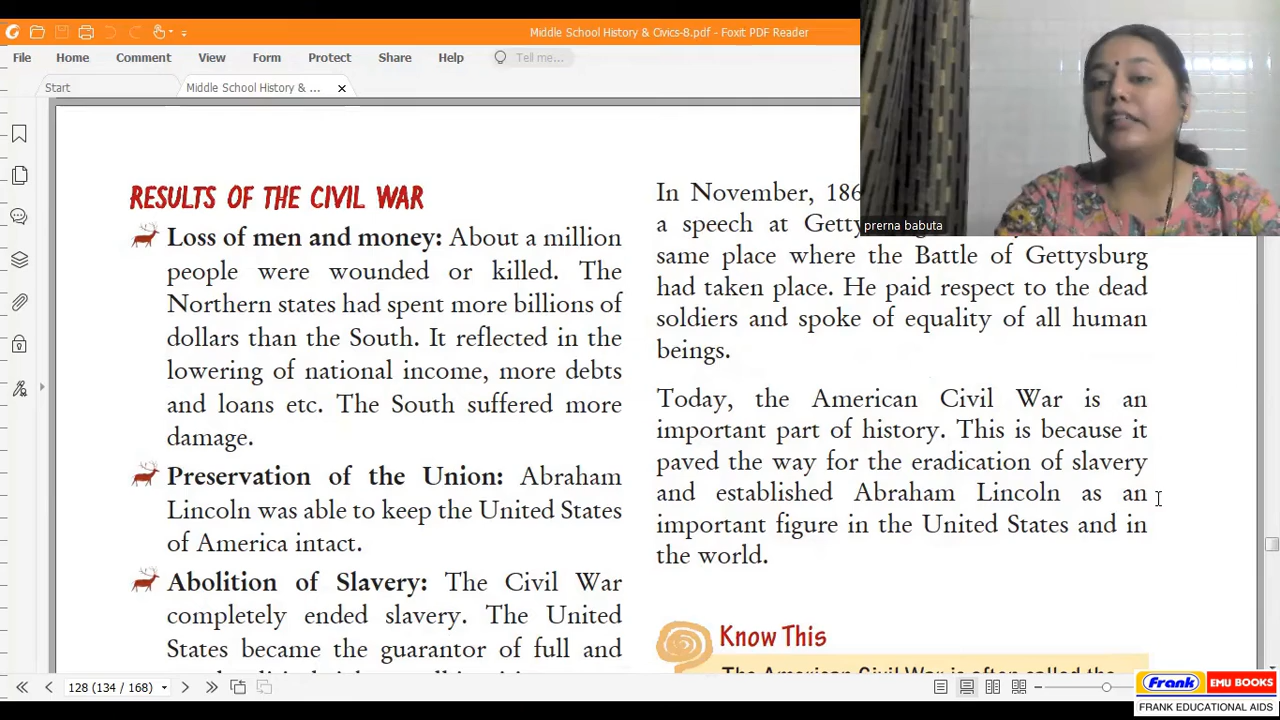 Middle School History & Civics-8.pdf - Foxit PDF Reader
File Home Comment View Form Protect Share Help Tell me...
Start Middle School History & ...
prerna babuta
RESULTS OF THE CIVIL WAR
Loss of men and money: About a million
people were wounded or killed. The
Northern states had spent more billions of
dollars than the South. It reflected in the
lowering of national income, more debts
and loans etc. The South suffered more
damage.
Preservation of the Union: Abraham
Lincoln was able to keep the United States
of America intact.
Abolition of Slavery: The Civil War
completely ended slavery. The United
States became the guarantor of full and
In November, 186
a speech at Getty
same place where the Battle of Gettysburg
had taken place. He paid respect to the dead
soldiers and spoke of equality of all human
beings.
Today, the American Civil War is an
important part of history. This is because it
paved the way for the eradication of slavery
and established Abraham Lincoln as an
important figure in the United States and in
the world.
Know This
The American Civil War is often called the
128 (134 / 168)
Frank EMU BOOKS
FRANK EDUCATIONAL AIDS